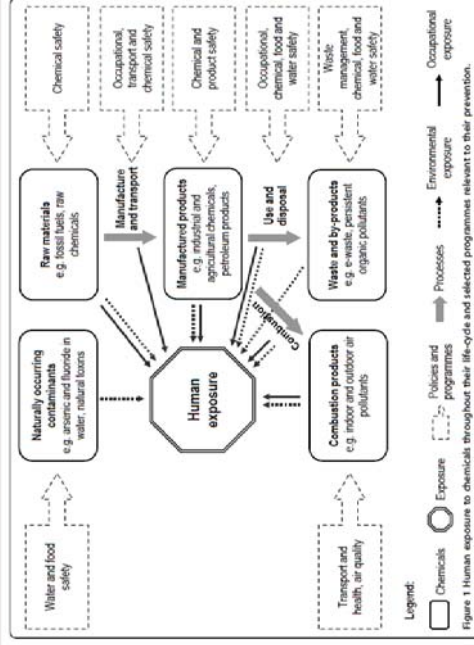 Water and food
safety
Transport and
health, air quality
Naturally occurring
contaminants
e.g. arsenic and fluoride in
water, natural toxins
Human
exposure
Combustion products
e.g. indoor and outdoor air
pollutants
Raw materials
e.g. fossil fuels, raw
chemicals
Manufacture
and transport
Manufactured products
e.g. industrial and
agricultural chemicals,
petroleum products
Combustion
Use and
disposal
Waste and by-products
e.g. e-waste, persistent
organic pollutants
Chemical safety
Occupational,
transport and
chemical safety
Chemical and
product safety
Occupational,
chemical, food and
water safety
Waste
management,
chemical, food and
water safety
Legend:
Chemicals
Exposure
Policies and
programmes
Processes
Environmental
exposure
Occupational
exposure
Figure 1 Human exposure to chemicals throughout their life-cycle and selected programmes relevant to their prevention.